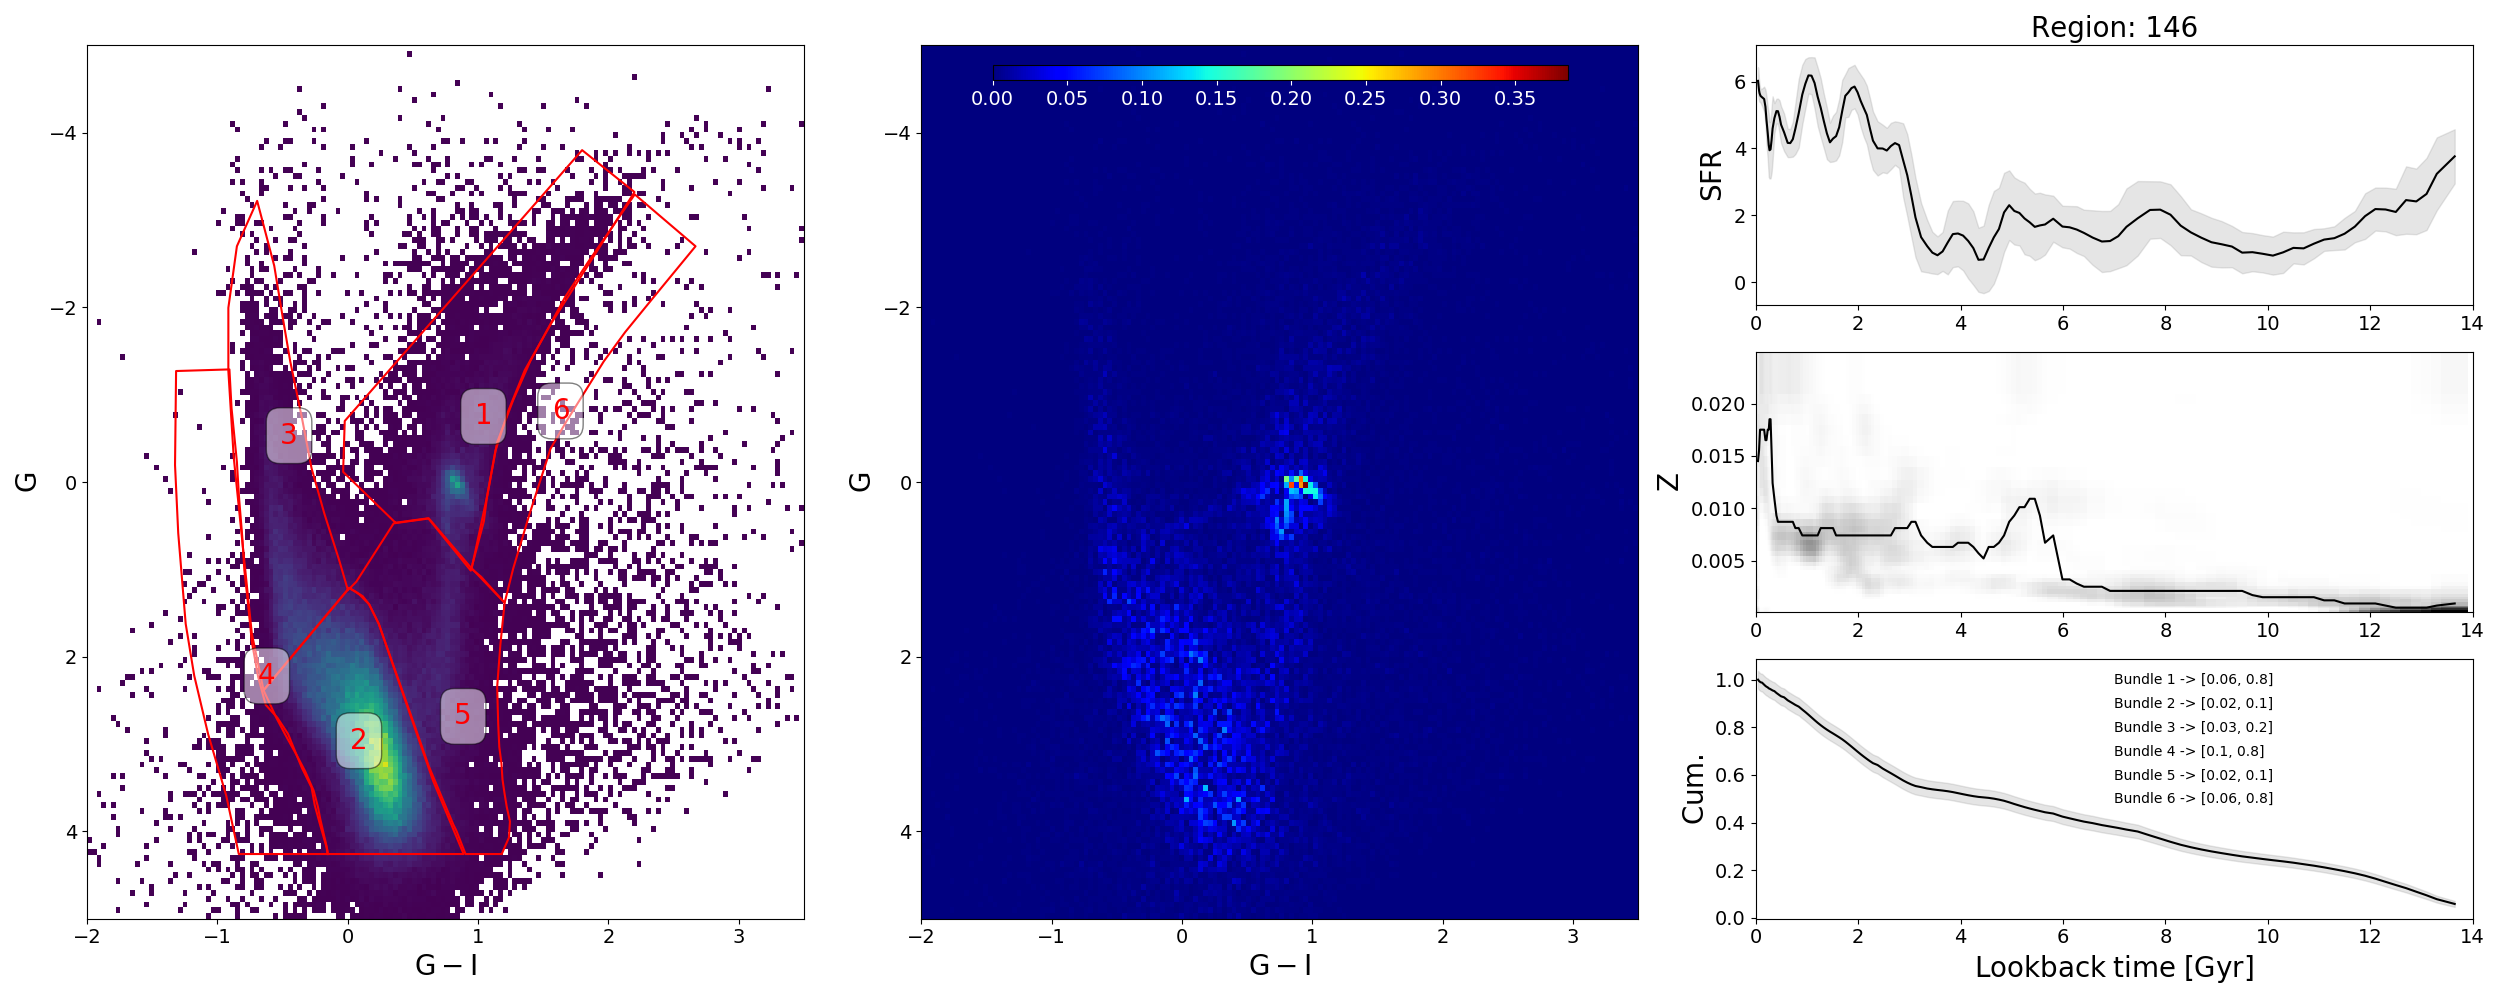 Region: 146
−4
−2
0
2
4
G
−2
−1
0
1
2
3
G − I
1
2
3
4
5
6
0.00 0.05 0.10 0.15 0.20 0.25 0.30 0.35
−4
−2
0
2
4
G
−2
−1
0
1
2
3
G − I
SFR
6
4
2
0
0 2 4 6 8 10 12 14
Z
0.020
0.015
0.010
0.005
0 2 4 6 8 10 12 14
Cum.
1.0
0.8
0.6
0.4
0.2
0.0
Bundle 1 -> [0.06, 0.8]
Bundle 2 -> [0.02, 0.1]
Bundle 3 -> [0.03, 0.2]
Bundle 4 -> [0.1, 0.8]
Bundle 5 -> [0.02, 0.1]
Bundle 6 -> [0.06, 0.8]
0 2 4 6 8 10 12 14
Lookback time [Gyr]